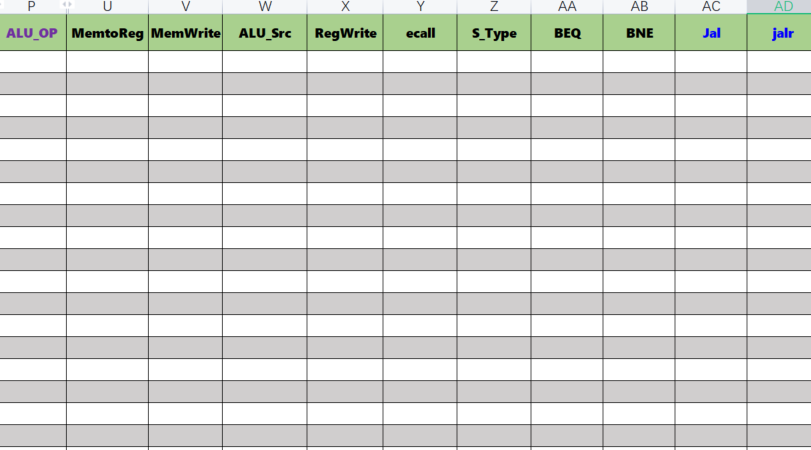 P U V W X Y Z AA AB AC AD
ALU_OP MemtoReg MemWrite ALU_Src RegWrite ecall S_Type BEQ BNE Jal jalr